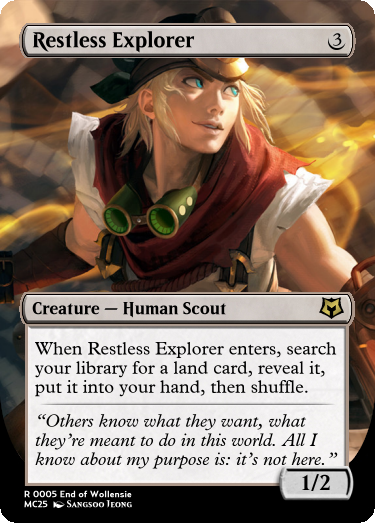 Restless Explorer 3
Creature — Human Scout
When Restless Explorer enters, search
your library for a land card, reveal it,
put it into your hand, then shuffle.
“Others know what they want, what
they’re meant to do in this world. All I
know about my purpose is: it’s not here.”
1/2
R 0005 End of Wollensie
MC25 Sangsoo Jeong